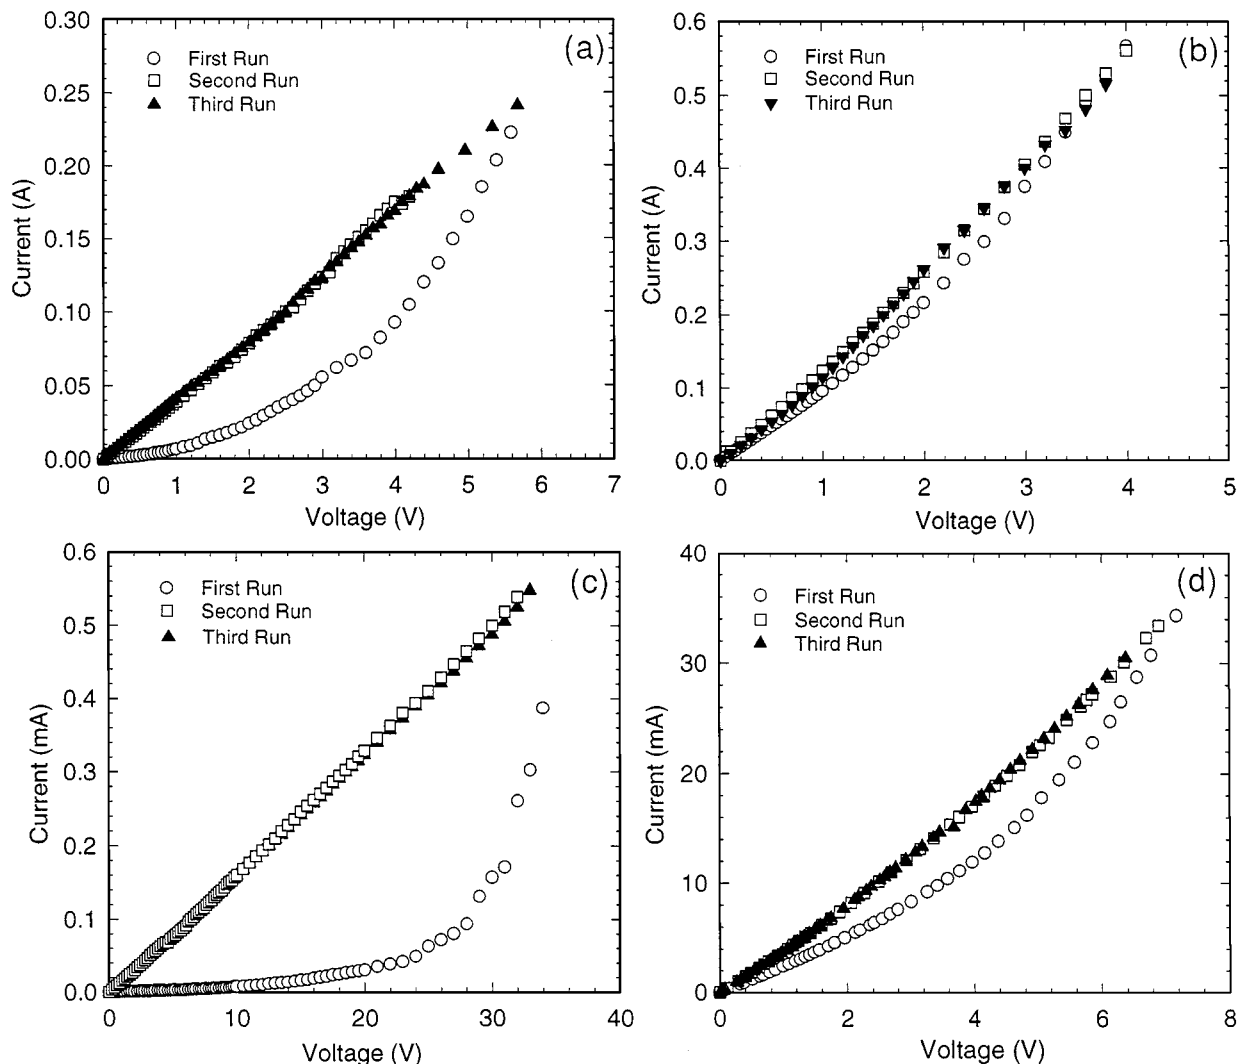 (a)
First Run
Second Run
Third Run
0.30
0.25
0.20
0.15
0.10
0.05
0.00
Current (A)
0 1 2 3 4 5 6 7
Voltage (V)
(b)
First Run
Second Run
Third Run
0.6
0.5
0.4
0.3
0.2
0.1
0.0
Current (A)
0 1 2 3 4 5
Voltage (V)
(c)
First Run
Second Run
Third Run
0.6
0.5
0.4
0.3
0.2
0.1
0.0
Current (mA)
0 10 20 30 40
Voltage (V)
(d)
First Run
Second Run
Third Run
40
30
20
10
0
Current (mA)
0 2 4 6 8
Voltage (V)